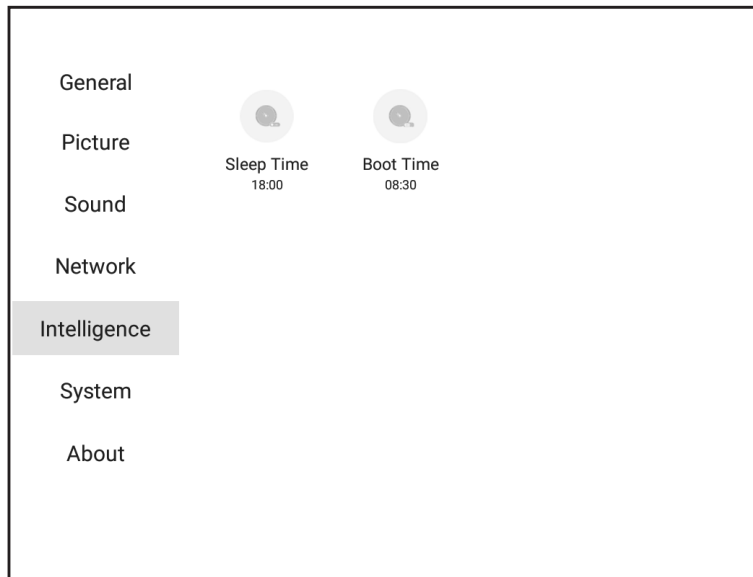 General
Picture
Sound
Network
Intelligence
System
About
Sleep Time
18:00
Boot Time
08:30